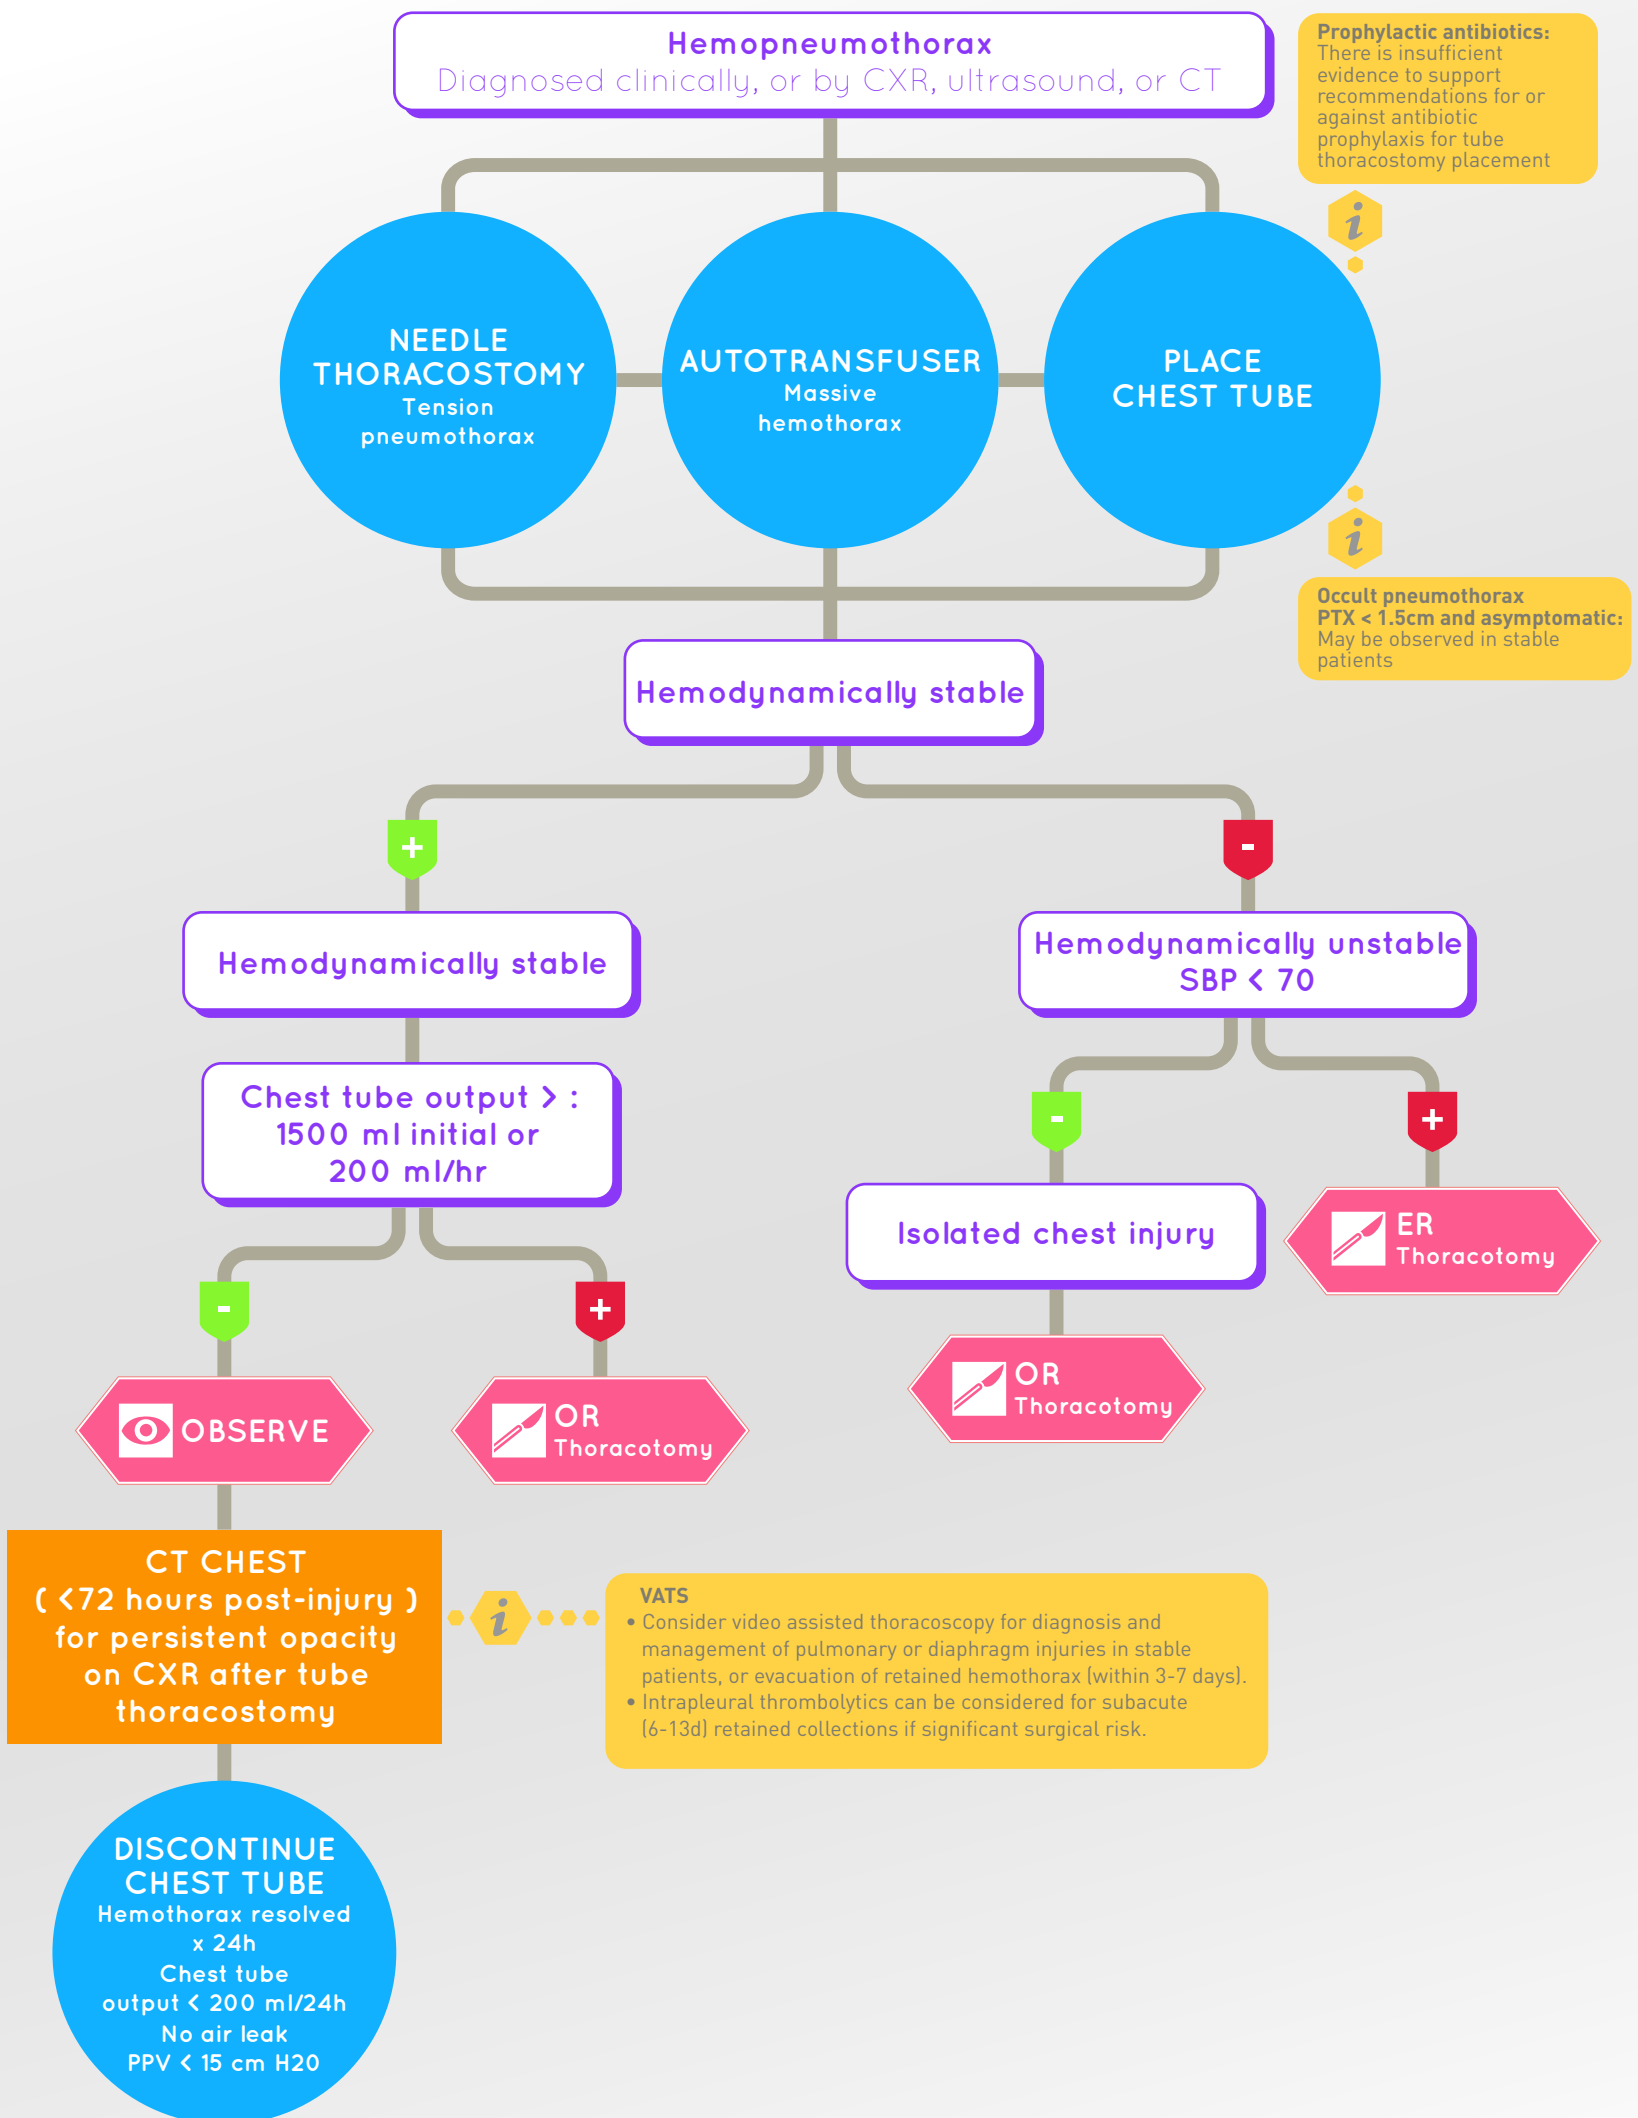 Hemopneumothorax
Diagnosed clinically, or by CXR, ultrasound, or CT
Prophylactic antibiotics:
There is insufficient
evidence to support
recommendations for or
against antibiotic
prophylaxis for tube
thoracostomy placement
i
NEEDLE
THORACOSTOMY
Tension
pneumothorax
AUTOTRANSFUSER
Massive
hemothorax
PLACE
CHEST TUBE
i
Occult pneumothorax
PTX < 1.5cm and asymptomatic:
May be observed in stable
patients
Hemodynamically stable
+
-
Hemodynamically stable
Hemodynamically unstable
SBP < 70
Chest tube output > :
1500 ml initial or
200 ml/hr
-
+
Isolated chest injury
ER
Thoracotomy
-
+
OR
Thoracotomy
OBSERVE
OR
Thoracotomy
CT CHEST
( <72 hours post-injury )
for persistent opacity
on CXR after tube
thoracostomy
i
VATS
• Consider video assisted thoracoscopy for diagnosis and
management of pulmonary or diaphragm injuries in stable
patients, or evacuation of retained hemothorax (within 3-7 days).
• Intrapleural thrombolytics can be considered for subacute
(6-13d) retained collections if significant surgical risk.
DISCONTINUE
CHEST TUBE
Hemothorax resolved
x 24h
Chest tube
output < 200 ml/24h
No air leak
PPV < 15 cm H20